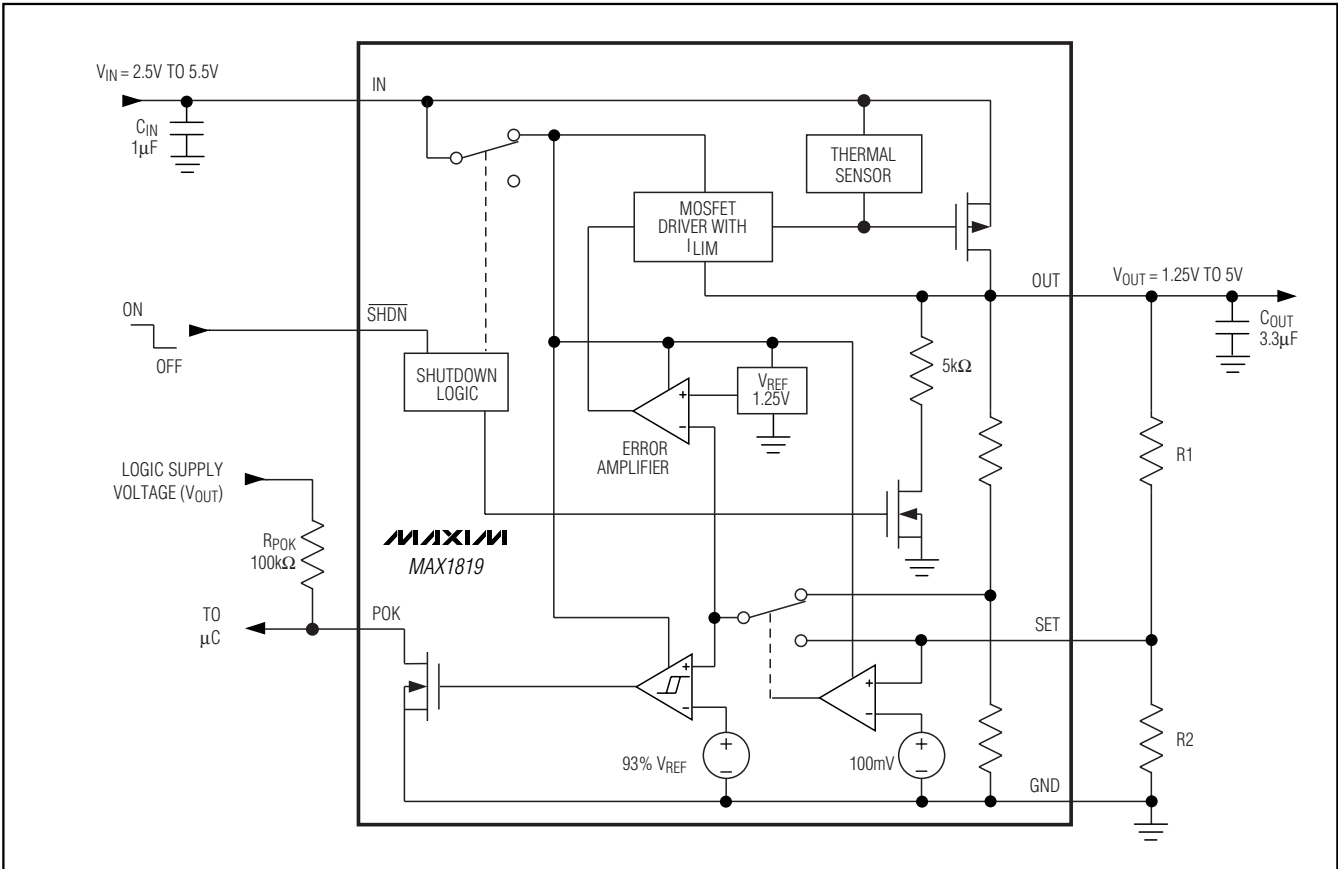 V_IN = 2.5V TO 5.5V
IN
C_IN
1µF
THERMAL
SENSOR
MOSFET
DRIVER WITH
I_LIM
OUT
V_OUT = 1.25V TO 5V
C_OUT
3.3µF
ON
OFF
S̅H̅D̅N̅
SHUTDOWN
LOGIC
5kΩ
V_REF
1.25V
+
−
ERROR
AMPLIFIER
R1
LOGIC SUPPLY
VOLTAGE (V_OUT)
R_POK
100kΩ
MAXIM
MAX1819
TO
µC
POK
SET
+
−
+
−
93% V_REF
+
−
100mV
+
−
R2
GND